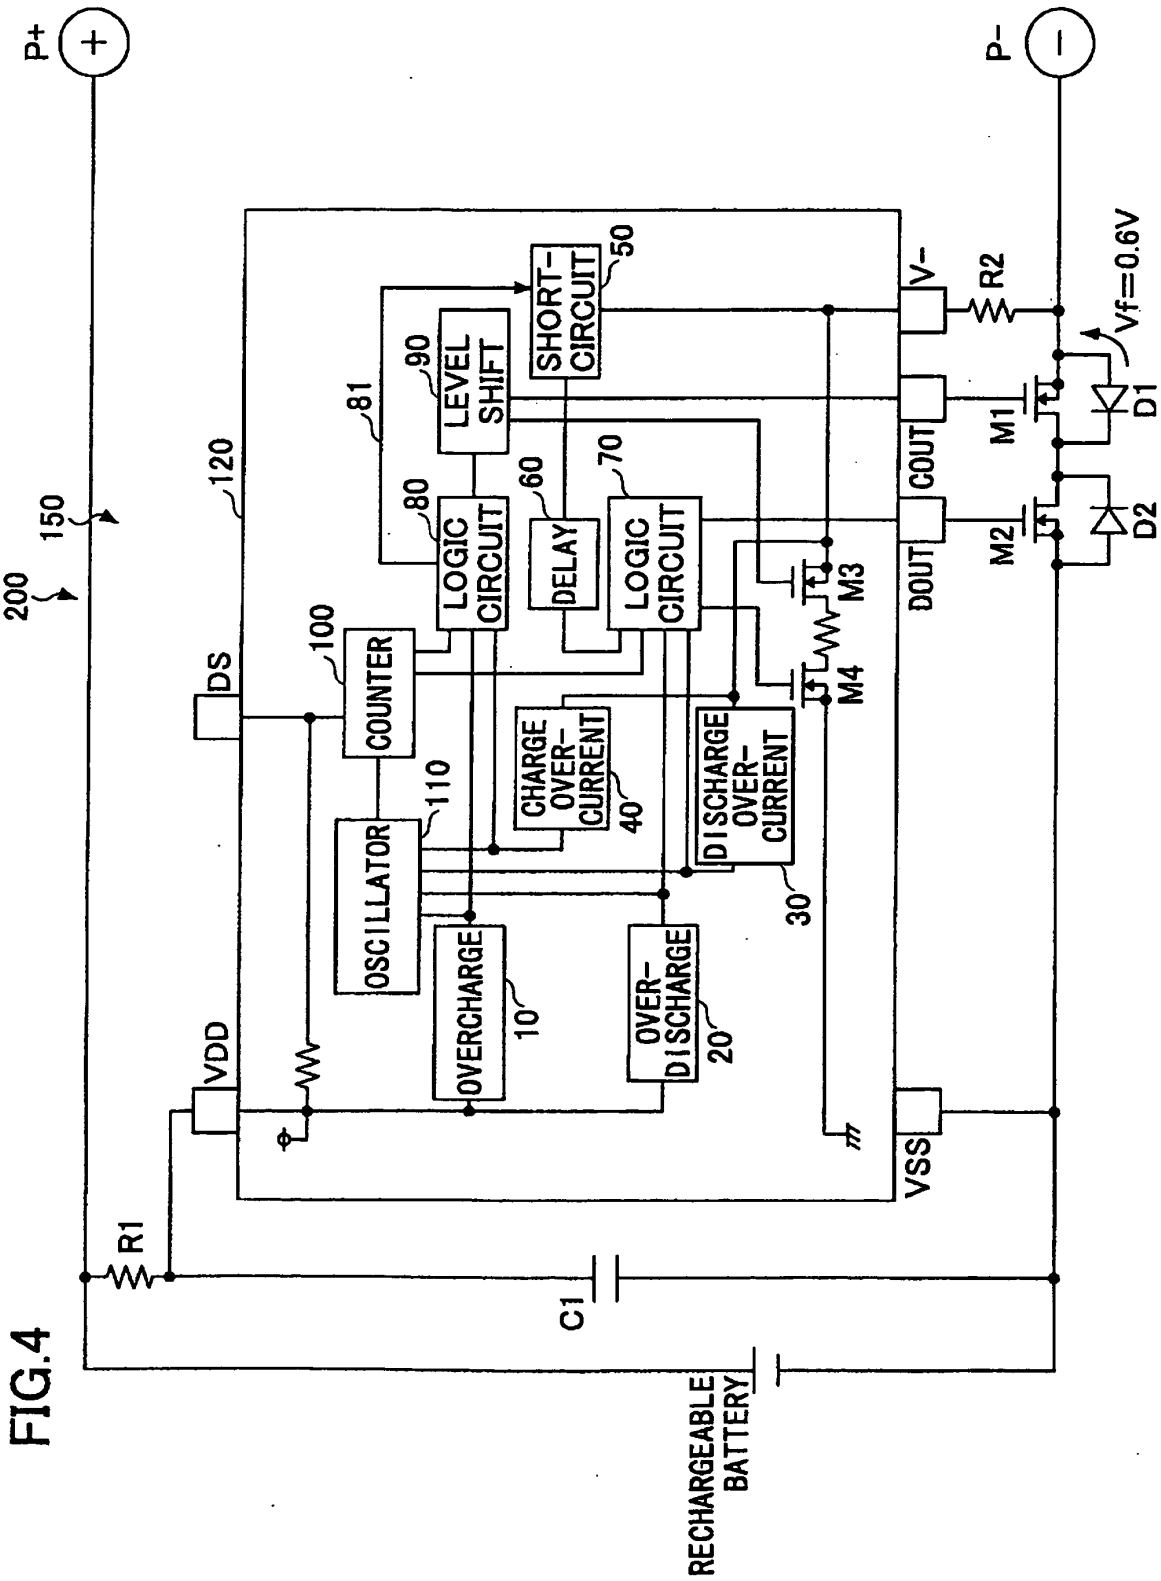 FIG.4
200
150
P+
+
R1
VDD
DS
120
OSCILLATOR
110
COUNTER
100
81
LOGIC
CIRCUIT
80
LEVEL
SHIFT
90
OVERCHARGE
10
CHARGE
OVER-
CURRENT
40
DELAY
60
SHORT-
CIRCUIT
50
OVER-
DISCHARGE
20
DISCHARGE
OVER-
CURRENT
30
LOGIC
CIRCUIT
70
M4
M3
C1
RECHARGEABLE
BATTERY
VSS
DOUT
COUT
V-
R2
M2
M1
D2
D1
Vf=0.6V
P-
-